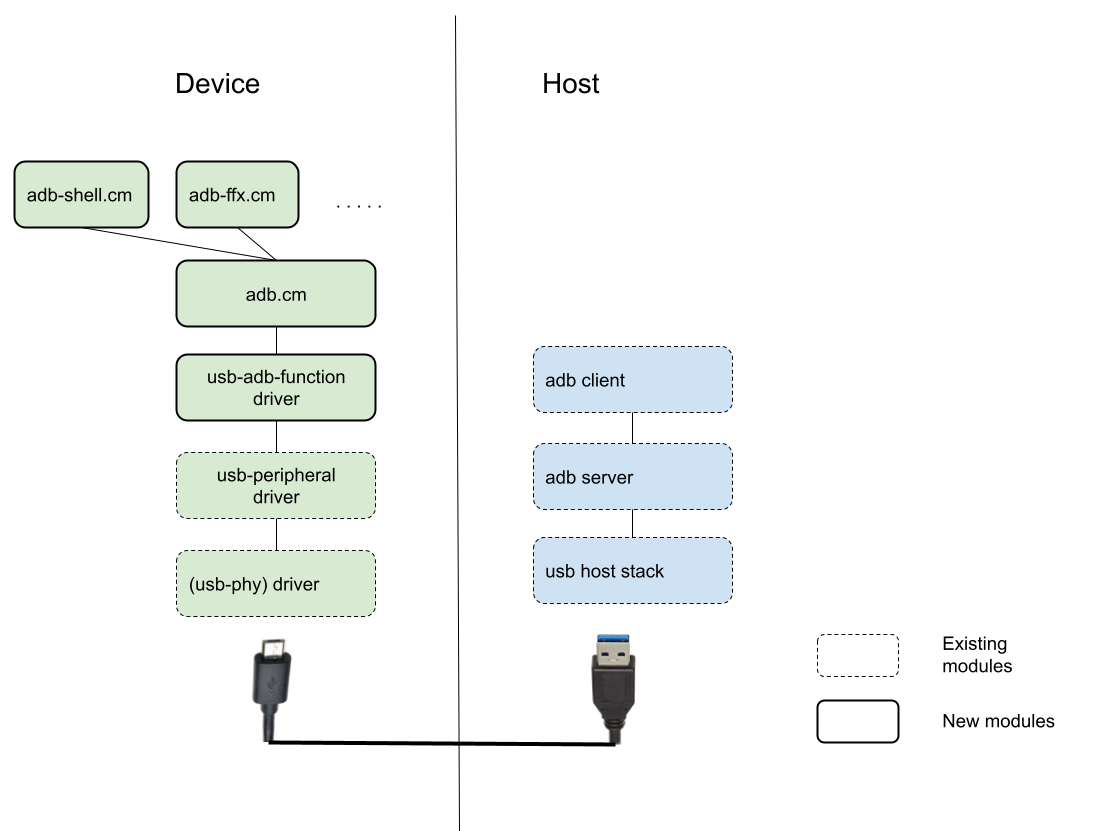 Device
Host
adb-shell.cm
adb-ffx.cm
. . . . .
adb.cm
usb-adb-function
driver
usb-peripheral
driver
(usb-phy) driver
adb client
adb server
usb host stack
Existing
modules
New modules